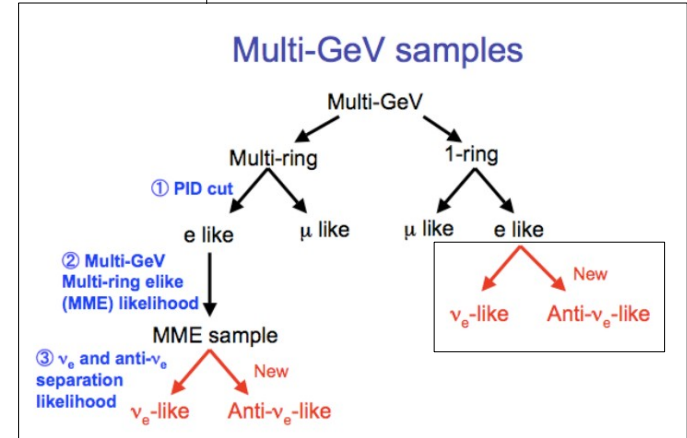 Multi-GeV samples
Multi-GeV
Multi-ring
1-ring
① PID cut
e like
μ like
μ like
e like
② Multi-GeV
Multi-ring elike
(MME) likelihood
New
νe-like
Anti-νe-like
MME sample
③ νe and anti-νe
separation
likelihood
New
νe-like
Anti-νe-like